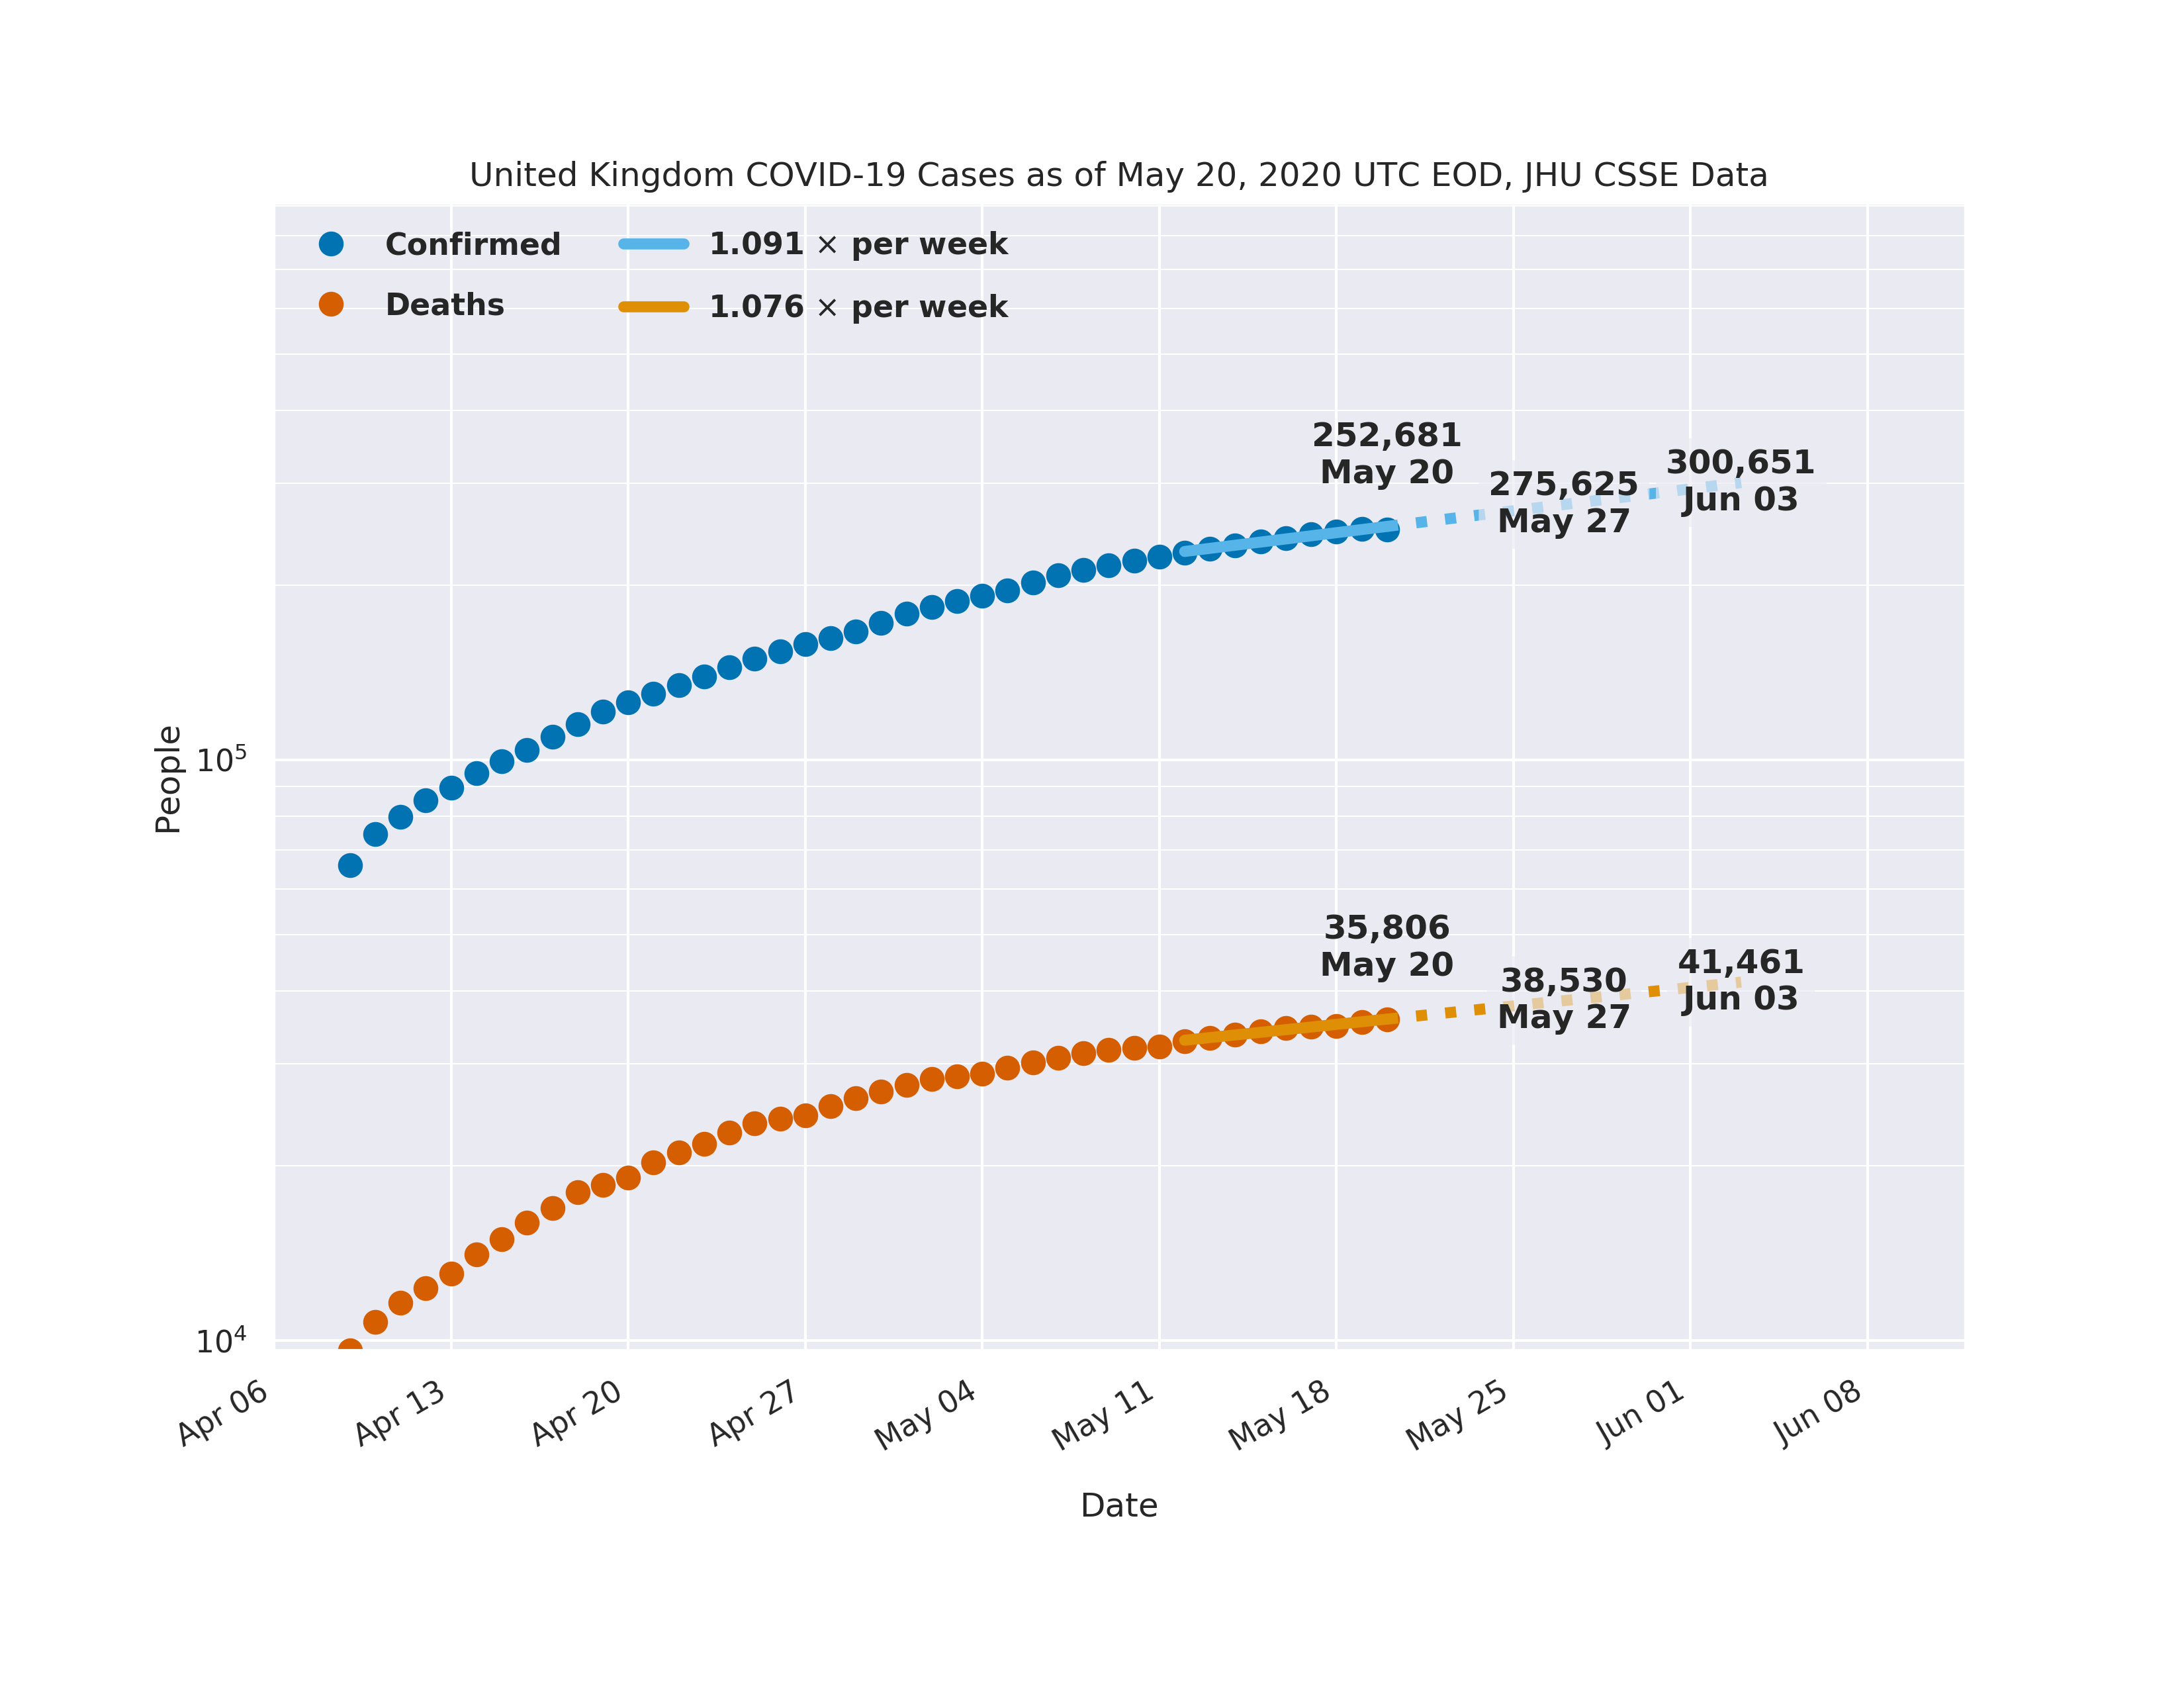 United Kingdom COVID-19 Cases as of May 20, 2020 UTC EOD, JHU CSSE Data
Confirmed
Deaths
1.091 × per week
1.076 × per week
252,681
May 20
275,625
May 27
300,651
Jun 03
35,806
May 20
38,530
May 27
41,461
Jun 03
People
10⁵
10⁴
Apr 06
Apr 13
Apr 20
Apr 27
May 04
May 11
May 18
May 25
Jun 01
Jun 08
Date